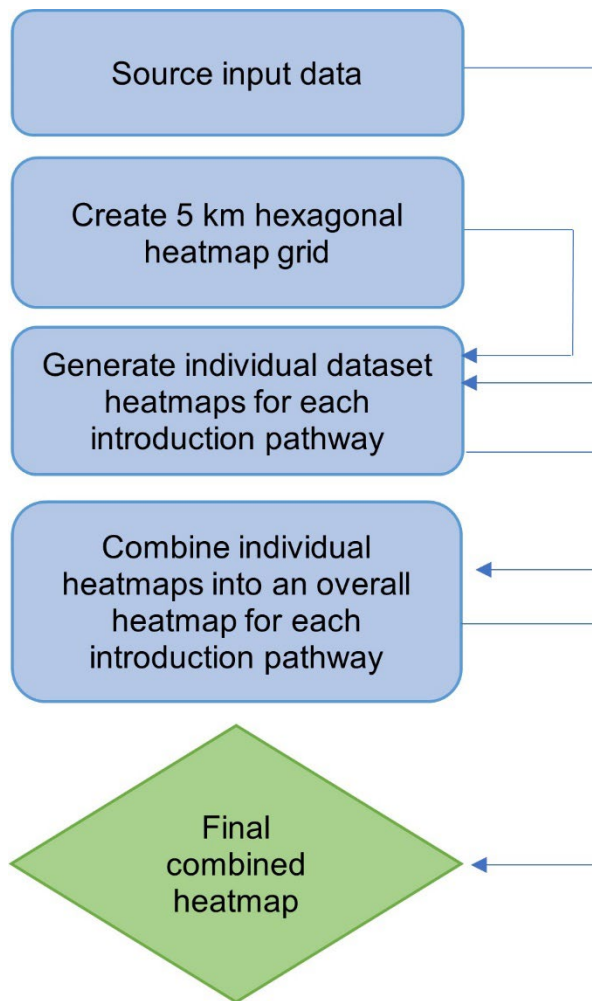 Source input data
Create 5 km hexagonal
heatmap grid
Generate individual dataset
heatmaps for each
introduction pathway
Combine individual
heatmaps into an overall
heatmap for each
introduction pathway
Final
combined
heatmap